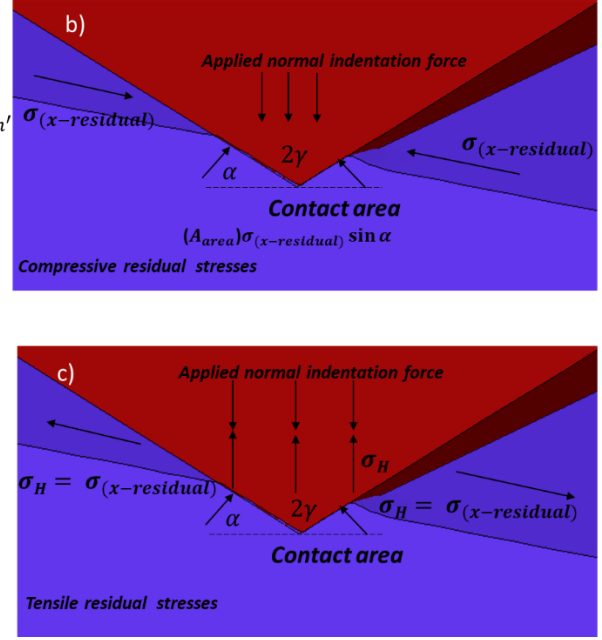 b)
Applied normal indentation force
n′ σ(x−residual)
σ(x−residual)
2γ
α
Contact area
(A_area)σ(x−residual) sin α
Compressive residual stresses
c)
Applied normal indentation force
σ_H
σ_H = σ(x−residual)
2γ
σ_H = σ(x−residual)
α
Contact area
Tensile residual stresses